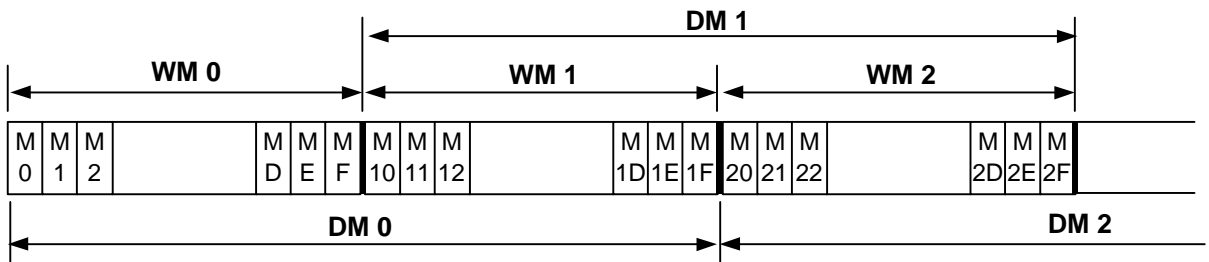 DM 1
WM 0 WM 1 WM 2
M M M M M M M M M M M M M M M M M M
0 1 2 D E F 10 11 12 1D 1E 1F 20 21 22 2D 2E 2F
DM 0 DM 2